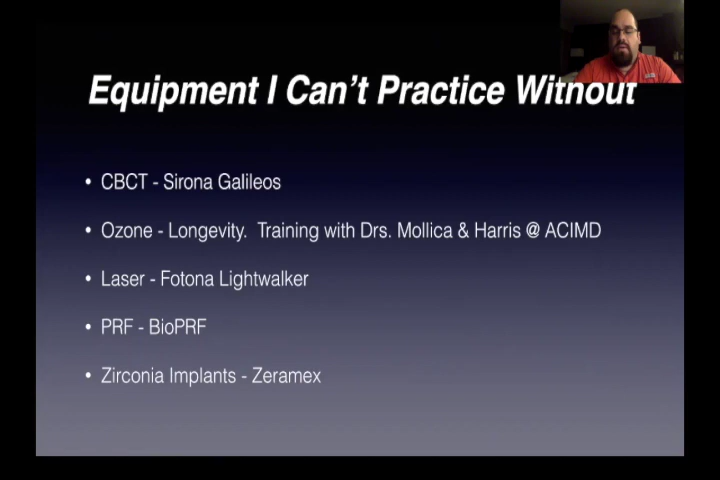 Equipment I Can't Practice Without
• CBCT - Sirona Galileos
• Ozone - Longevity. Training with Drs. Mollica & Harris @ ACIMD
• Laser - Fotona Lightwalker
• PRF - BioPRF
• Zirconia Implants - Zeramex